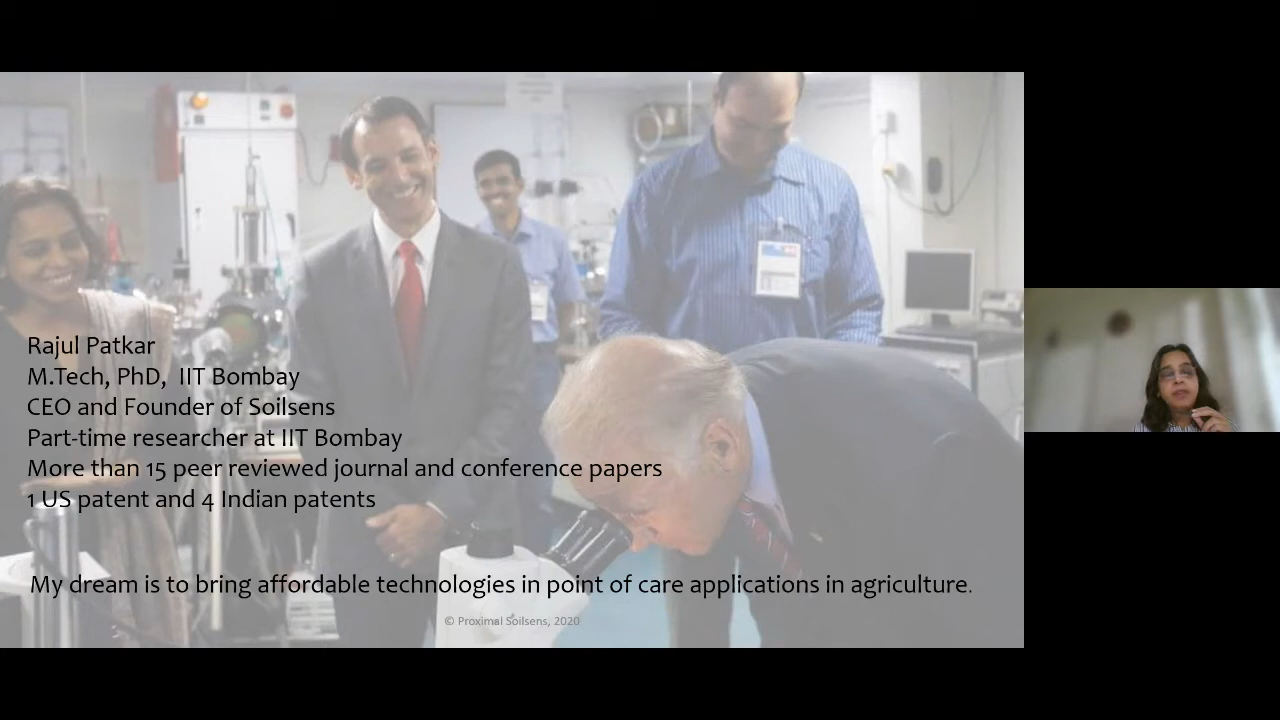 Rajul Patkar
M.Tech, PhD, IIT Bombay
CEO and Founder of Soilsens
Part-time researcher at IIT Bombay
More than 15 peer reviewed journal and conference papers
1 US patent and 4 Indian patents
My dream is to bring affordable technologies in point of care applications in agriculture.
© Proximal Soilsens, 2020